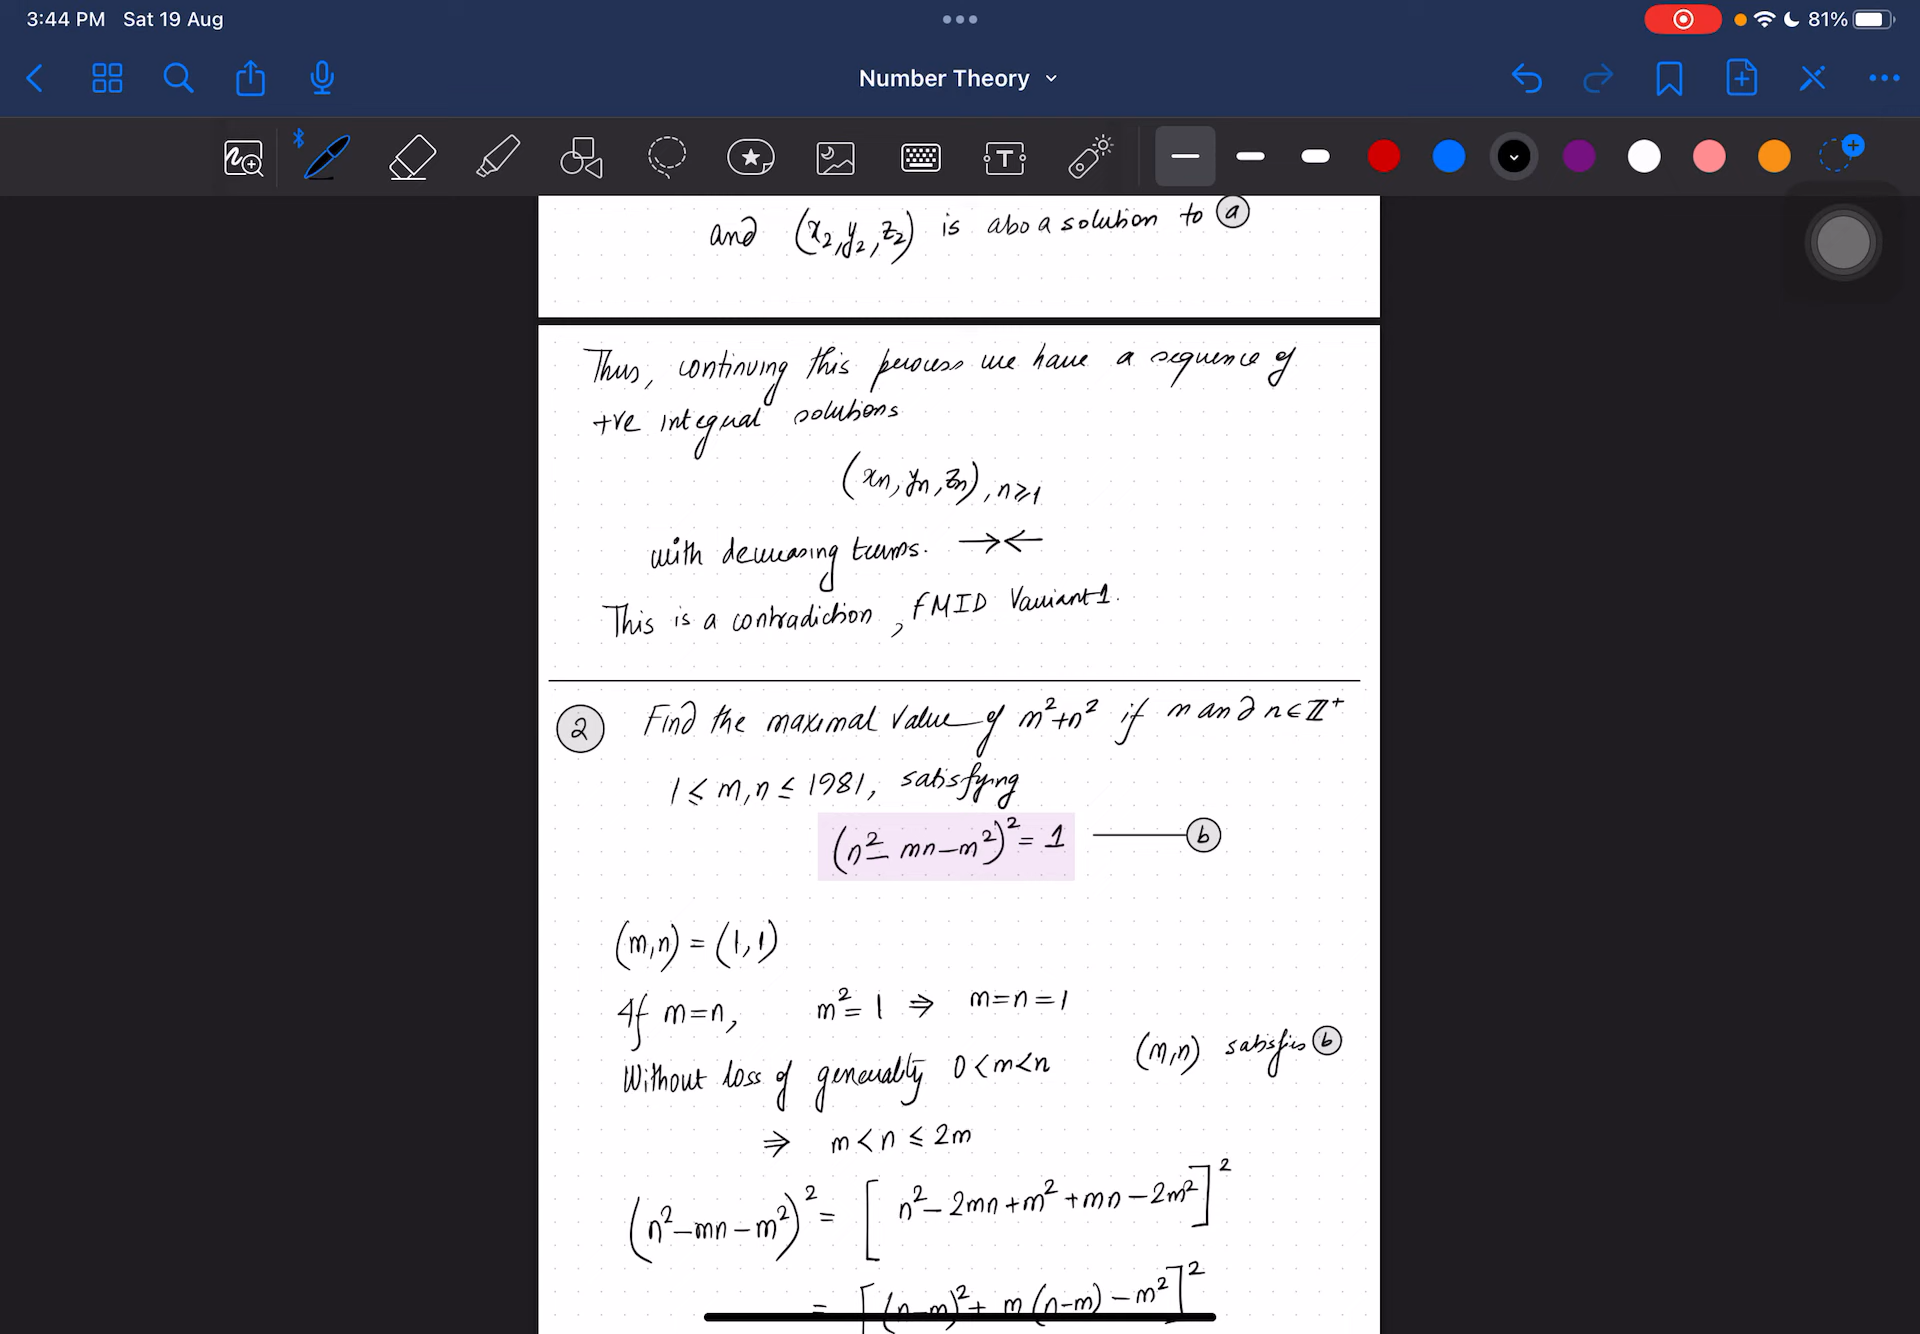 3:44 PM Sat 19 Aug
81%
Number Theory
T
and (x₂, y₂, z₂) is also a solution to ⓐ
Thus, continuing this process we have a sequence of
+ve integral solutions
(xn, yn, zn), n≥1
with decreasing terms. →←
This is a contradiction, FMID Variant 1.
② Find the maximal value of m²+n² if m and n∈ℤ⁺
1≤ m,n ≤ 1981, satisfying
(n²– mn–m²)² = 1 ——— ⓑ
(m,n) = (1,1)
If m=n, m²=1 ⇒ m=n=1
Without loss of generality 0<m<n (m,n) satisfies ⓑ
⇒ m<n ≤ 2m
(n²–mn–m²)² = [n²–2mn+m²+mn–2m²]²
= [(n–m)²+ m(n–m) – m²]²